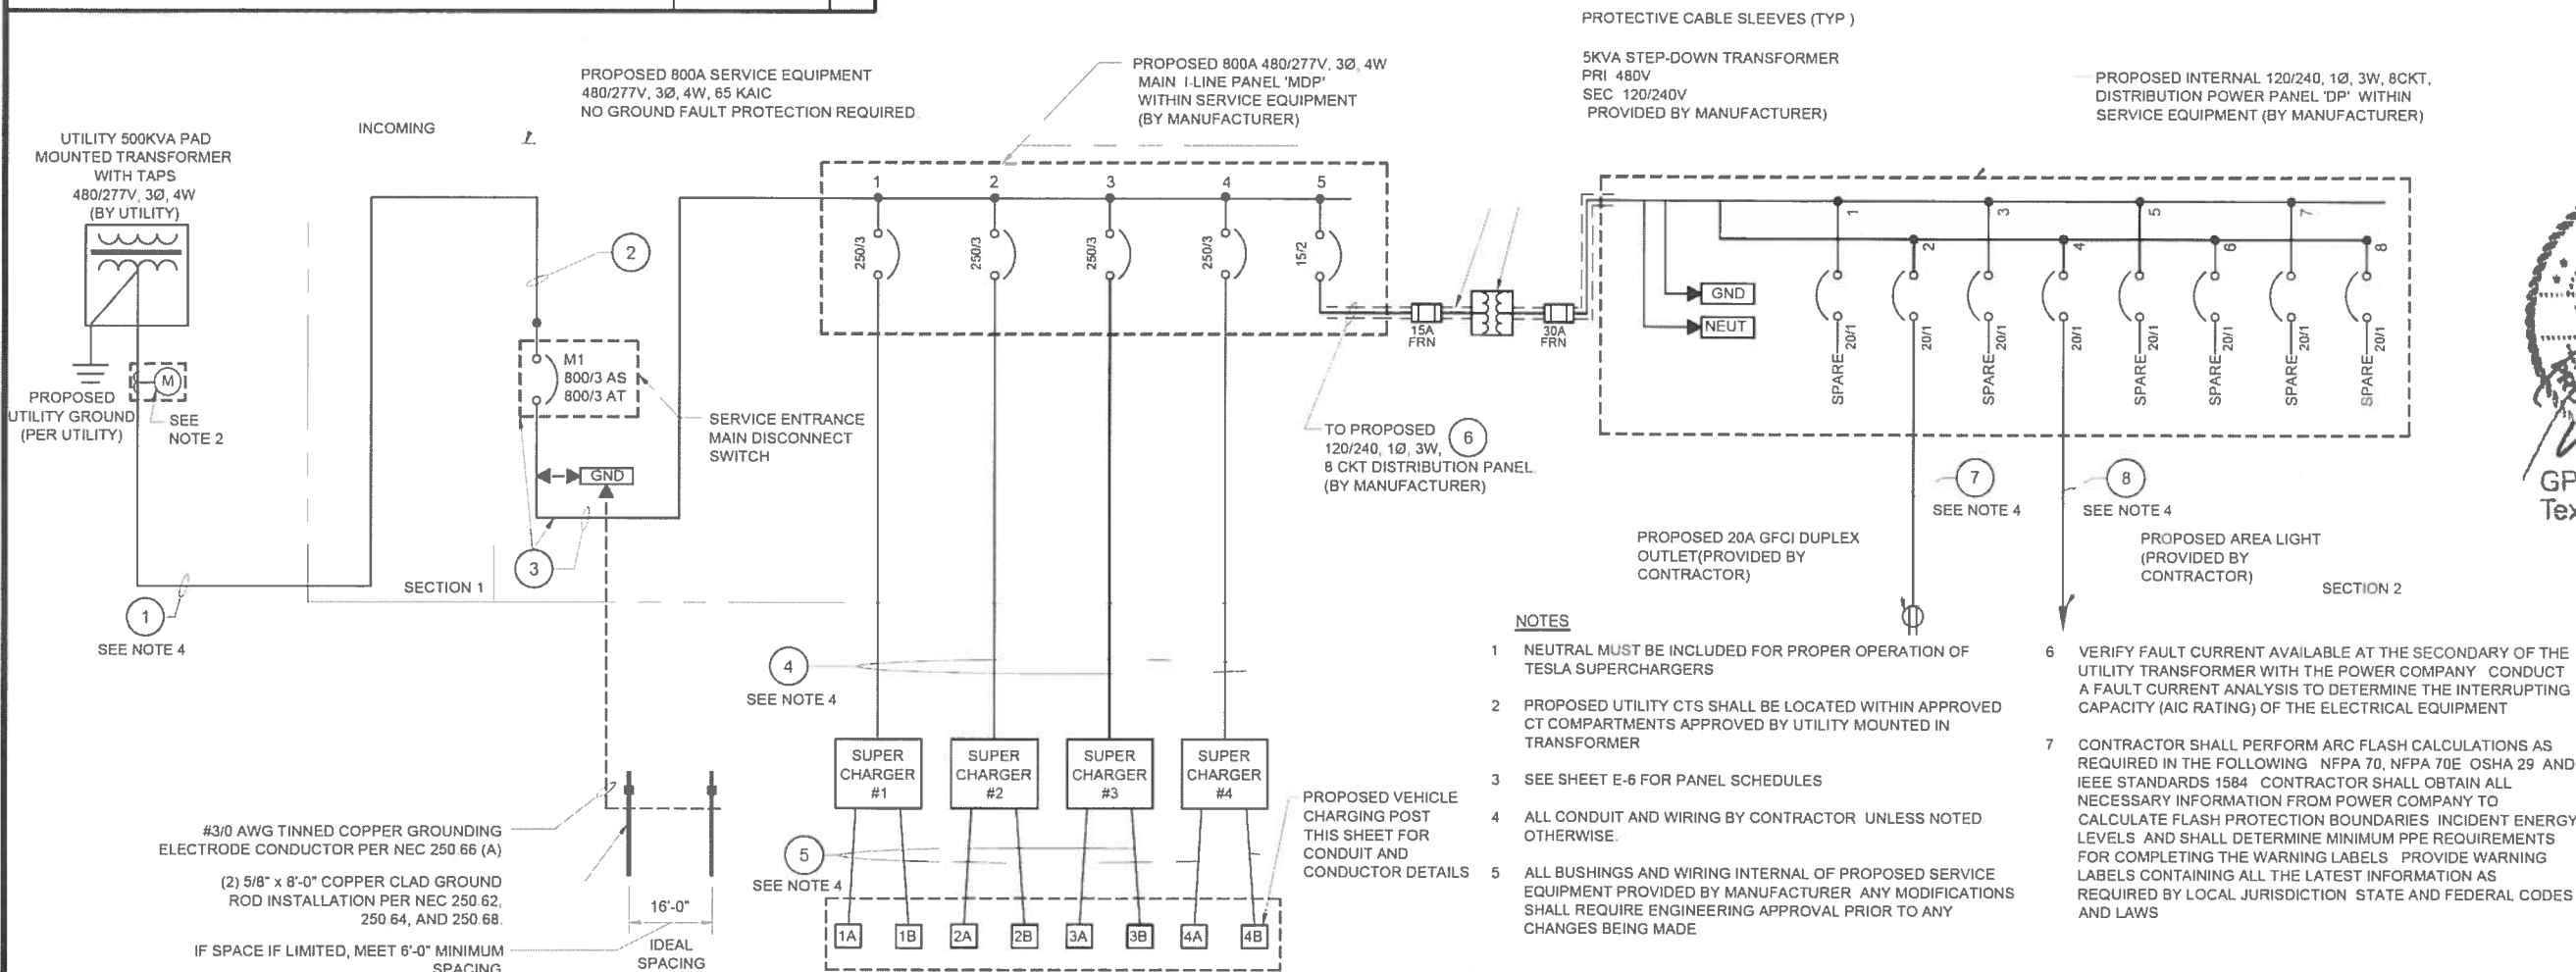 PROTECTIVE CABLE SLEEVES (TYP )
5KVA STEP-DOWN TRANSFORMER
PRI 480V
SEC 120/240V
PROVIDED BY MANUFACTURER)
PROPOSED 800A SERVICE EQUIPMENT
480/277V, 3Ø, 4W, 65 KAIC
NO GROUND FAULT PROTECTION REQUIRED
PROPOSED 800A 480/277V, 3Ø, 4W
MAIN I-LINE PANEL 'MDP'
WITHIN SERVICE EQUIPMENT
(BY MANUFACTURER)
PROPOSED INTERNAL 120/240, 1Ø, 3W, 8CKT,
DISTRIBUTION POWER PANEL 'DP' WITHIN
SERVICE EQUIPMENT (BY MANUFACTURER)
INCOMING
UTILITY 500KVA PAD
MOUNTED TRANSFORMER
WITH TAPS
480/277V, 3Ø, 4W
(BY UTILITY)
M
SEE
NOTE 2
PROPOSED
UTILITY GROUND
(PER UTILITY)
1
SEE NOTE 4
SECTION 1
2
M1
800/3 AS
800/3 AT
SERVICE ENTRANCE
MAIN DISCONNECT
SWITCH
GND
3
1
2
3
4
5
250/3
250/3
250/3
250/3
15/2
15A
FRN
30A
FRN
TO PROPOSED
120/240, 1Ø, 3W,
6
8 CKT DISTRIBUTION PANEL
(BY MANUFACTURER)
GND
NEUT
1
2
3
4
5
6
7
8
SPARE 20/1
20/1
SPARE 20/1
20/1
SPARE 20/1
SPARE 20/1
SPARE 20/1
SPARE 20/1
7
SEE NOTE 4
8
SEE NOTE 4
PROPOSED 20A GFCI DUPLEX
OUTLET(PROVIDED BY
CONTRACTOR)
PROPOSED AREA LIGHT
(PROVIDED BY
CONTRACTOR)
SECTION 2
GP
Tex
4
SEE NOTE 4
SUPER
CHARGER
#1
SUPER
CHARGER
#2
SUPER
CHARGER
#3
SUPER
CHARGER
#4
5
SEE NOTE 4
1A
1B
2A
2B
3A
3B
4A
4B
PROPOSED VEHICLE
CHARGING POST
THIS SHEET FOR
CONDUIT AND
CONDUCTOR DETAILS
#3/0 AWG TINNED COPPER GROUNDING
ELECTRODE CONDUCTOR PER NEC 250.66 (A)
(2) 5/8" x 8'-0" COPPER CLAD GROUND
ROD INSTALLATION PER NEC 250.62,
250.64, AND 250.68.
IF SPACE IF LIMITED, MEET 6'-0" MINIMUM
SPACING
16'-0"
IDEAL
SPACING
NOTES
1 NEUTRAL MUST BE INCLUDED FOR PROPER OPERATION OF
TESLA SUPERCHARGERS
2 PROPOSED UTILITY CTS SHALL BE LOCATED WITHIN APPROVED
CT COMPARTMENTS APPROVED BY UTILITY MOUNTED IN
TRANSFORMER
3 SEE SHEET E-6 FOR PANEL SCHEDULES
4 ALL CONDUIT AND WIRING BY CONTRACTOR UNLESS NOTED
OTHERWISE.
5 ALL BUSHINGS AND WIRING INTERNAL OF PROPOSED SERVICE
EQUIPMENT PROVIDED BY MANUFACTURER ANY MODIFICATIONS
SHALL REQUIRE ENGINEERING APPROVAL PRIOR TO ANY
CHANGES BEING MADE
6 VERIFY FAULT CURRENT AVAILABLE AT THE SECONDARY OF THE
UTILITY TRANSFORMER WITH THE POWER COMPANY CONDUCT
A FAULT CURRENT ANALYSIS TO DETERMINE THE INTERRUPTING
CAPACITY (AIC RATING) OF THE ELECTRICAL EQUIPMENT
7 CONTRACTOR SHALL PERFORM ARC FLASH CALCULATIONS AS
REQUIRED IN THE FOLLOWING NFPA 70, NFPA 70E OSHA 29 AND
IEEE STANDARDS 1584 CONTRACTOR SHALL OBTAIN ALL
NECESSARY INFORMATION FROM POWER COMPANY TO
CALCULATE FLASH PROTECTION BOUNDARIES INCIDENT ENERGY
LEVELS AND SHALL DETERMINE MINIMUM PPE REQUIREMENTS
FOR COMPLETING THE WARNING LABELS PROVIDE WARNING
LABELS CONTAINING ALL THE LATEST INFORMATION AS
REQUIRED BY LOCAL JURISDICTION STATE AND FEDERAL CODES
AND LAWS